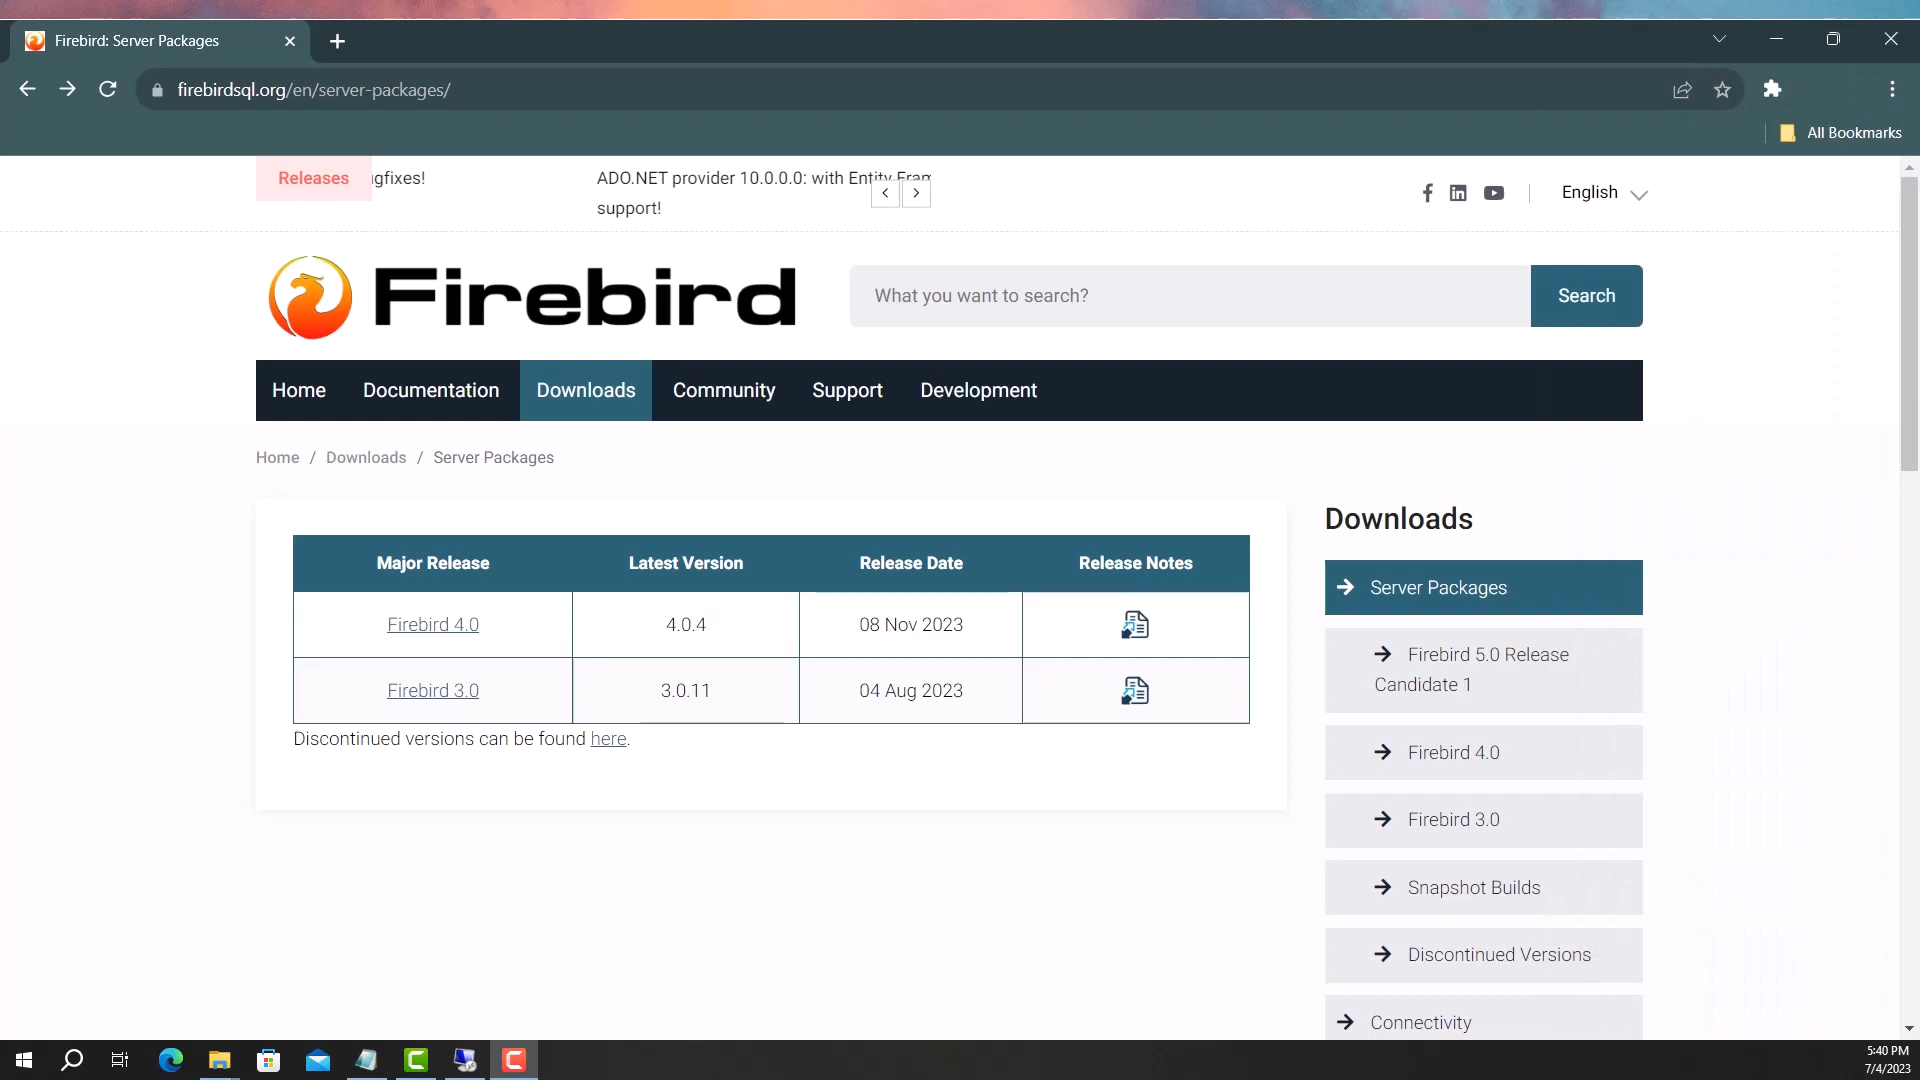 Firebird: Server Packages
firebirdsql.org/en/server-packages/
All Bookmarks
Releases
gfixes!
ADO.NET provider 10.0.0.0: with Entity Fram
support!
English
Firebird
What you want to search?
Search
Home
Documentation
Downloads
Community
Support
Development
Home / Downloads / Server Packages
Major Release
Latest Version
Release Date
Release Notes
Firebird 4.0
4.0.4
08 Nov 2023
Firebird 3.0
3.0.11
04 Aug 2023
Discontinued versions can be found here.
Downloads
Server Packages
Firebird 5.0 Release
Candidate 1
Firebird 4.0
Firebird 3.0
Snapshot Builds
Discontinued Versions
Connectivity
5:40 PM
7/4/2023